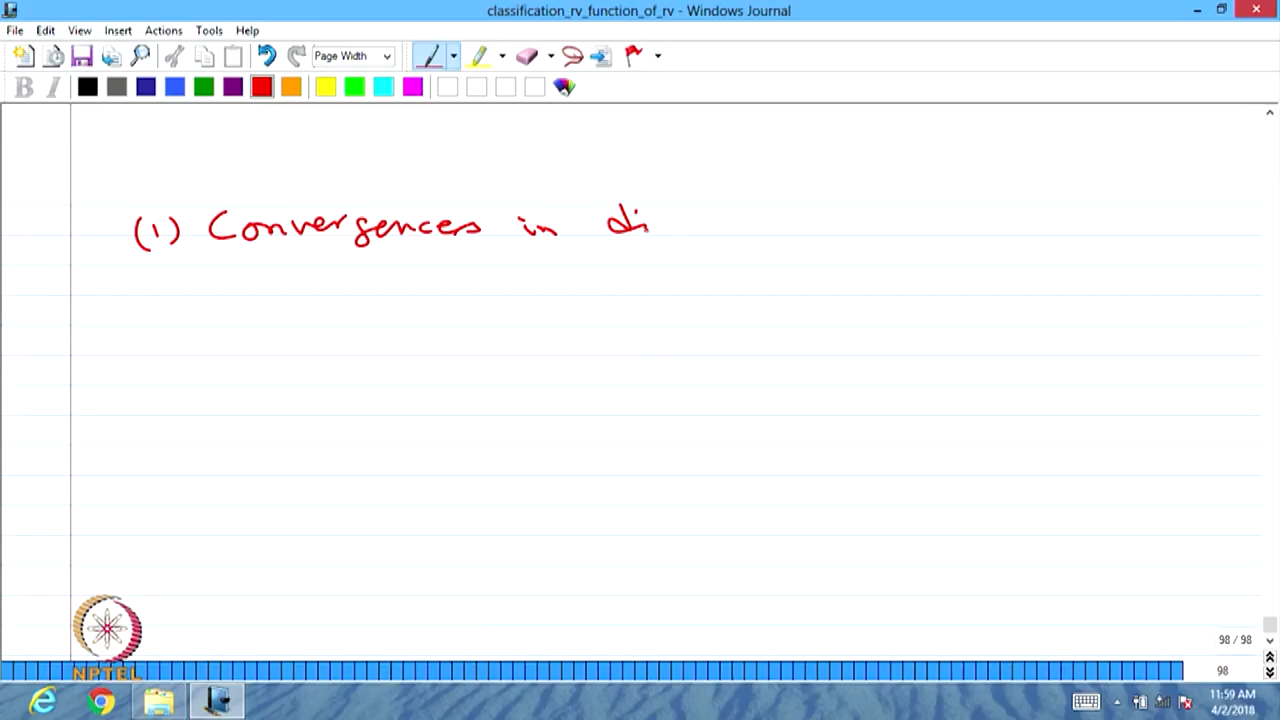 classification_rv_function_of_rv - Windows Journal
File Edit View Insert Actions Tools Help
Page Width
B I
(1) Convergences in di
98 / 98
NPTEL
98
11:59 AM
4/2/2018